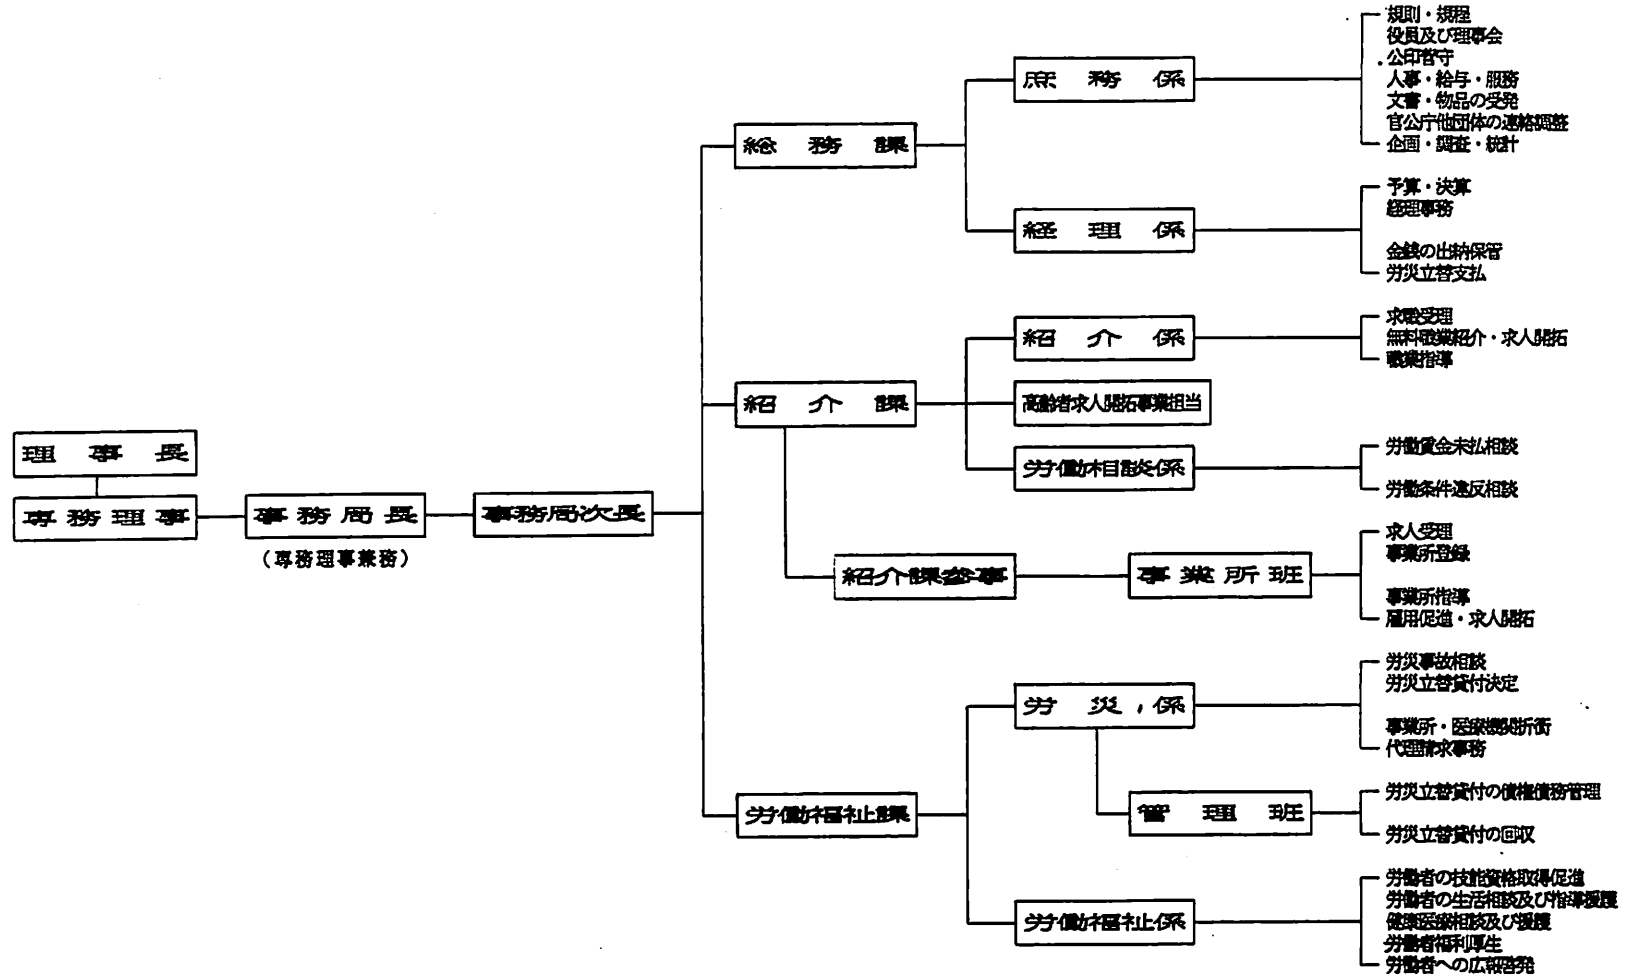 理事長
専務理事
事務局長
（専務理事兼務）
事務局次長
総務課
庶務係
規則・規程
役員及び理事会
公印管守
人事・給与・服務
文書・物品の受発
官公庁他団体の連絡調整
企画・調査・統計
経理係
予算・決算
経理事務
金銭の出納保管
労災立替支払
紹介課
紹介係
求職受理
無料職業紹介・求人開拓
職業指導
高齢者求人開拓事業担当
労働相談係
労働賃金未払相談
労働条件違反相談
紹介課参事
事業所班
求人受理
事業所登録
事業所指導
雇用促進・求人開拓
労働福祉課
労災係
労災事故相談
労災立替貸付決定
事業所・医療機関折衝
代理請求事務
管理班
労災立替貸付の債権債務管理
労災立替貸付の回収
労働福祉係
労働者の技能資格取得促進
労働者の生活相談及び指導援護
健康医療相談及び援護
労働者福利厚生
労働者への広報啓発